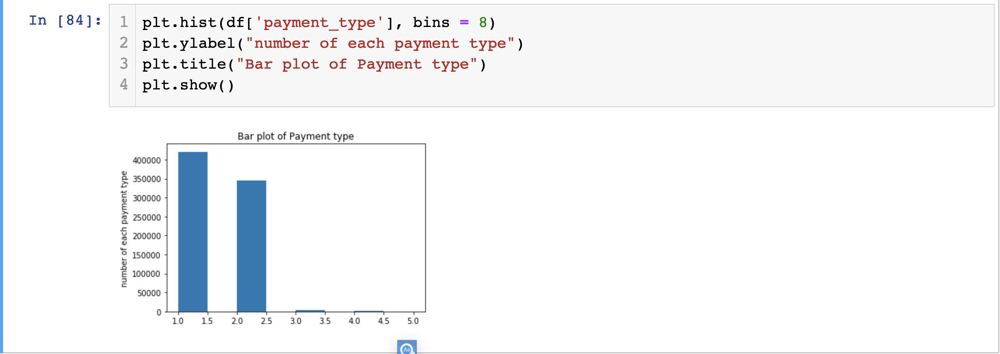 In [84]:
1 plt.hist(df['payment_type'], bins = 8)
2 plt.ylabel("number of each payment type")
3 plt.title("Bar plot of Payment type")
4 plt.show()
Bar plot of Payment type
number of each payment type
400000
350000
300000
250000
200000
150000
100000
50000
0
1.0 1.5 2.0 2.5 3.0 3.5 4.0 4.5 5.0
Aa